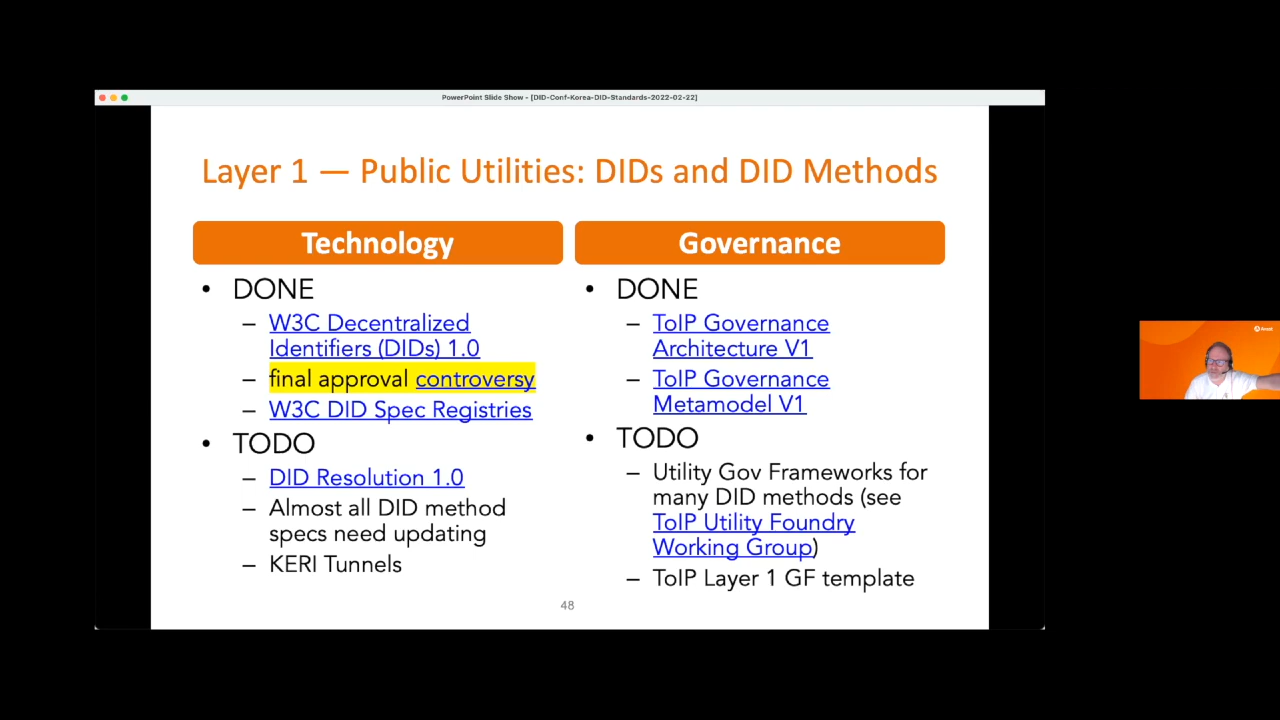 PowerPoint Slide Show - [DID-Conf-Korea-DID-Standards-2022-02-22]
Layer 1 — Public Utilities: DIDs and DID Methods
Technology
• DONE
– W3C Decentralized
Identifiers (DIDs) 1.0
– final approval controversy
– W3C DID Spec Registries
• TODO
– DID Resolution 1.0
– Almost all DID method
specs need updating
– KERI Tunnels
Governance
• DONE
– ToIP Governance
Architecture V1
– ToIP Governance
Metamodel V1
• TODO
– Utility Gov Frameworks for
many DID methods (see
ToIP Utility Foundry
Working Group)
– ToIP Layer 1 GF template
48